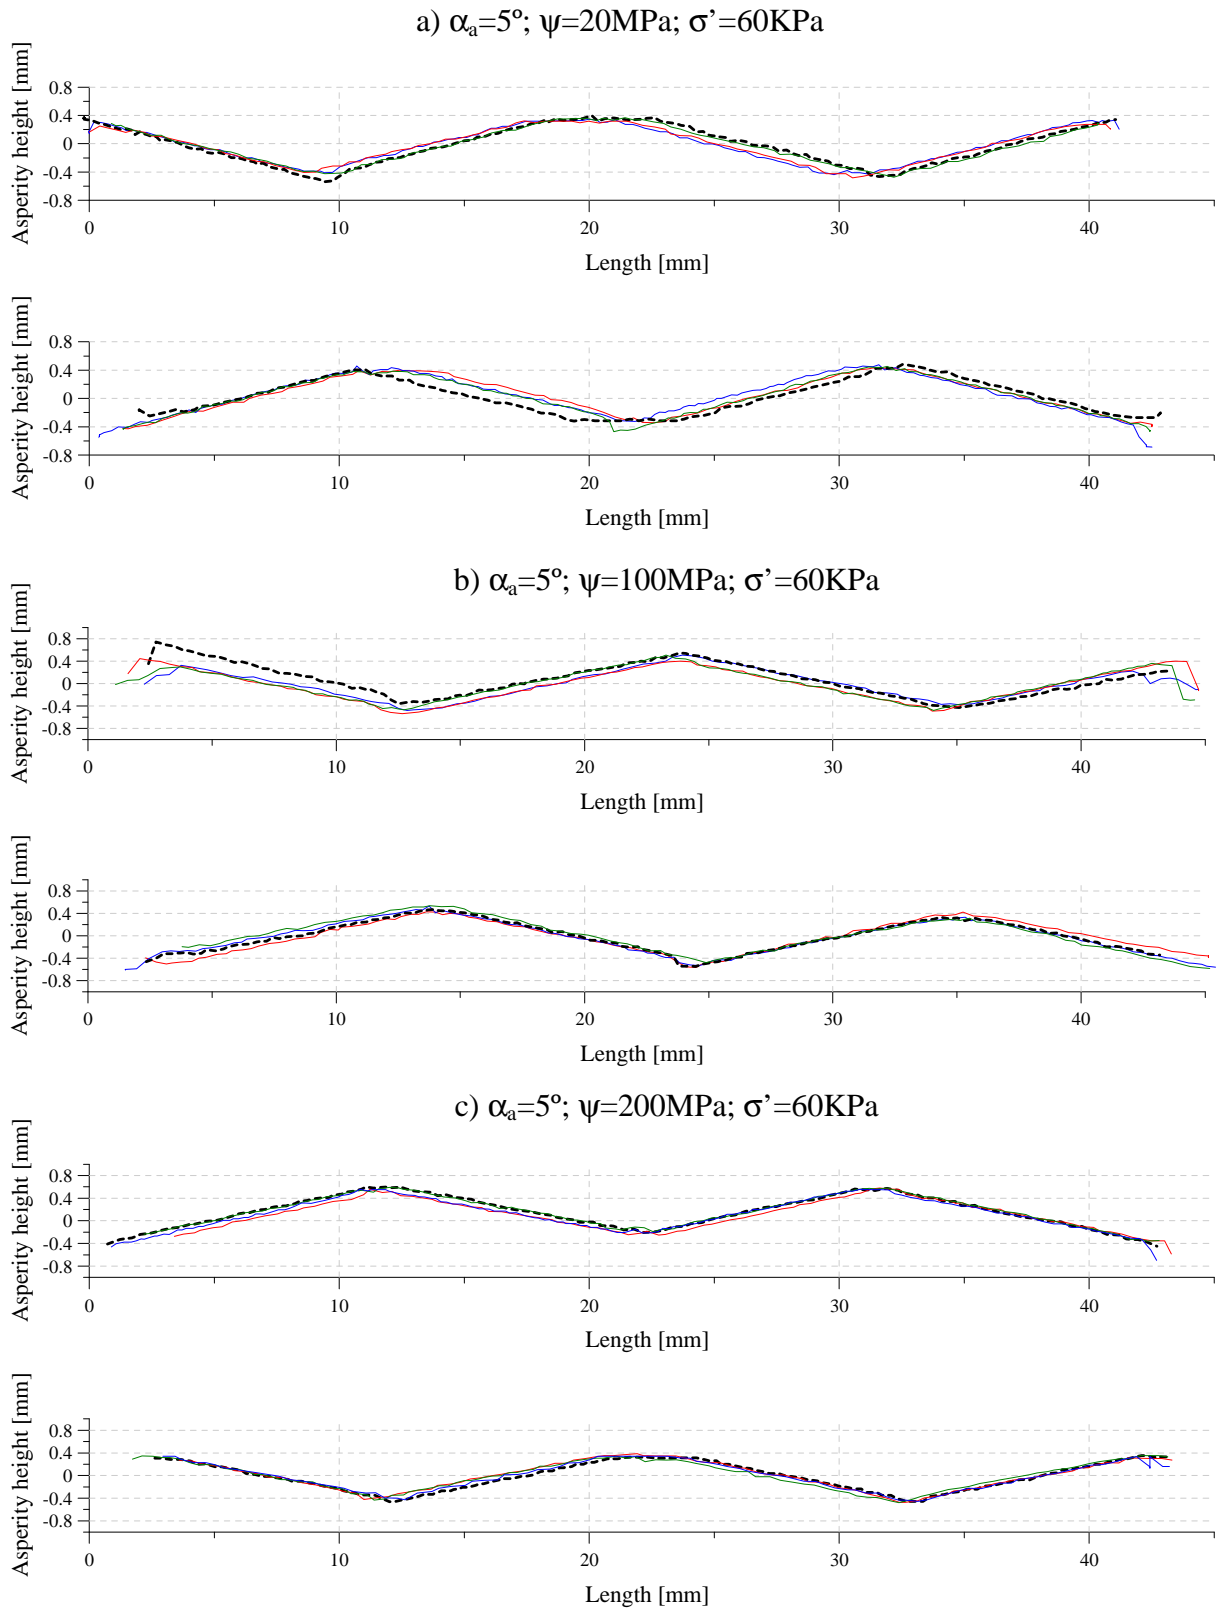 a) αa=5º; ψ=20MPa; σ’=60KPa
Asperity height [mm]
0.8
0.4
0
-0.4
-0.8
0 10 20 30 40
Length [mm]
Asperity height [mm]
0.8
0.4
0
-0.4
-0.8
0 10 20 30 40
Length [mm]
b) αa=5º; ψ=100MPa; σ’=60KPa
Asperity height [mm]
0.8
0.4
0
-0.4
-0.8
0 10 20 30 40
Length [mm]
Asperity height [mm]
0.8
0.4
0
-0.4
-0.8
0 10 20 30 40
Length [mm]
c) αa=5º; ψ=200MPa; σ’=60KPa
Asperity height [mm]
0.8
0.4
0
-0.4
-0.8
0 10 20 30 40
Length [mm]
Asperity height [mm]
0.8
0.4
0
-0.4
-0.8
0 10 20 30 40
Length [mm]